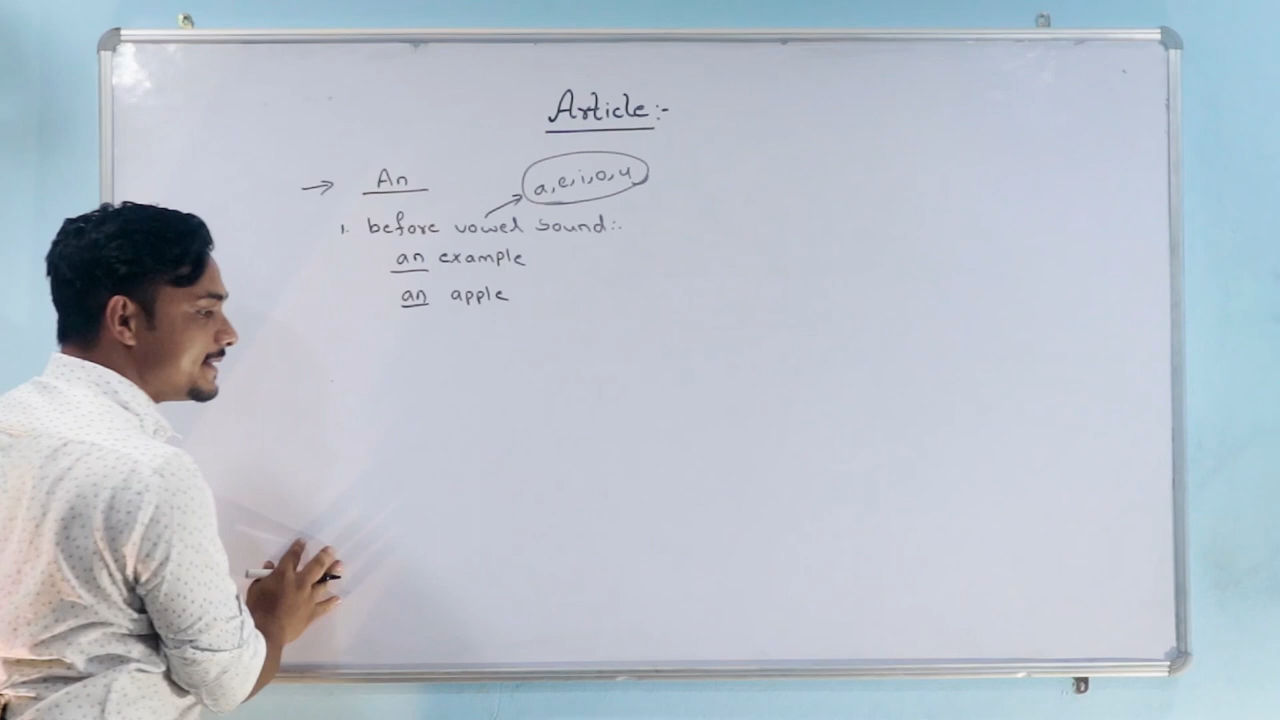 Article:-
→ An
a,e,i,o,u
1. before vowel sound:-
an example
an apple